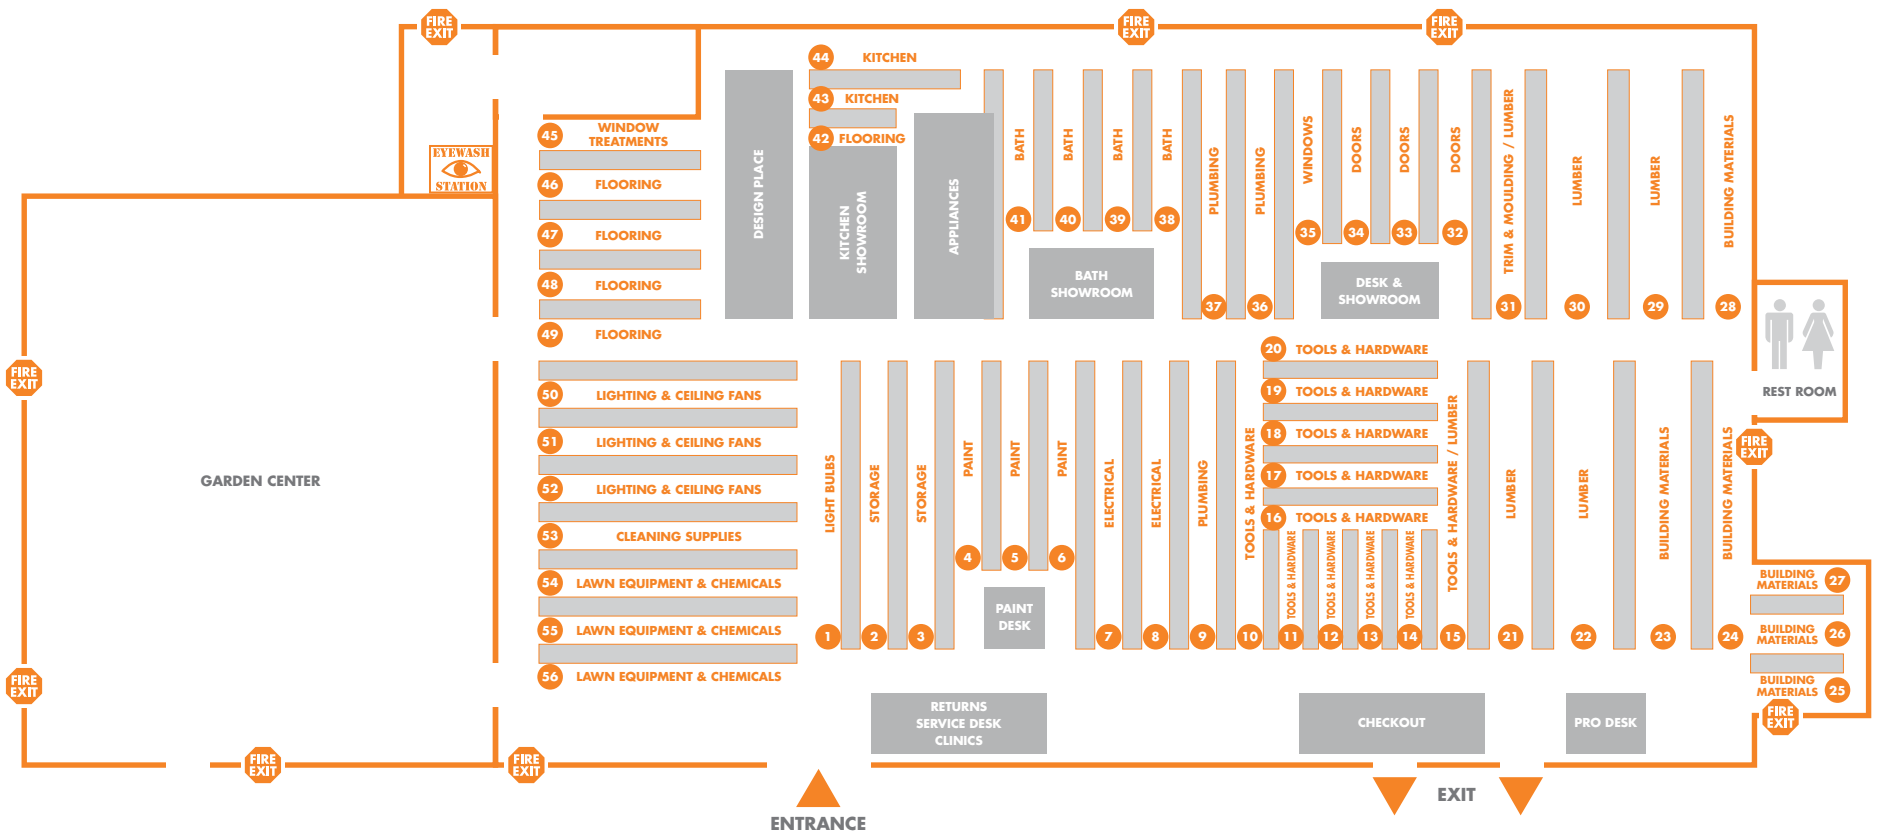 FIRE
EXIT
FIRE
EXIT
FIRE
EXIT
44 KITCHEN
43 KITCHEN
42 FLOORING
45 WINDOW
TREATMENTS
46 FLOORING
47 FLOORING
48 FLOORING
49 FLOORING
EYEWASH
STATION
DESIGN PLACE
KITCHEN
SHOWROOM
APPLIANCES
BATH
41
BATH
40
BATH
39
BATH
38
BATH
SHOWROOM
PLUMBING
37
PLUMBING
36
WINDOWS
35
DOORS
34
DOORS
33
DOORS
32
DESK &
SHOWROOM
TRIM & MOULDING / LUMBER
31
LUMBER
30
LUMBER
29
BUILDING MATERIALS
28
REST ROOM
FIRE
EXIT
FIRE
EXIT
GARDEN CENTER
FIRE
EXIT
FIRE
EXIT
FIRE
EXIT
50 LIGHTING & CEILING FANS
51 LIGHTING & CEILING FANS
52 LIGHTING & CEILING FANS
53 CLEANING SUPPLIES
54 LAWN EQUIPMENT & CHEMICALS
55 LAWN EQUIPMENT & CHEMICALS
56 LAWN EQUIPMENT & CHEMICALS
LIGHT BULBS
1
STORAGE
2
STORAGE
3
PAINT
4
PAINT
5
PAINT
6
PAINT
DESK
ELECTRICAL
7
ELECTRICAL
8
PLUMBING
9
TOOLS & HARDWARE
10
20 TOOLS & HARDWARE
19 TOOLS & HARDWARE
18 TOOLS & HARDWARE
17 TOOLS & HARDWARE
16 TOOLS & HARDWARE
TOOLS & HARDWARE
11
TOOLS & HARDWARE
12
TOOLS & HARDWARE
13
TOOLS & HARDWARE
14
TOOLS & HARDWARE / LUMBER
15
LUMBER
21
LUMBER
22
BUILDING MATERIALS
23
BUILDING MATERIALS
24
BUILDING
MATERIALS 27
BUILDING
MATERIALS 26
BUILDING
MATERIALS 25
FIRE
EXIT
RETURNS
SERVICE DESK
CLINICS
CHECKOUT
PRO DESK
ENTRANCE
EXIT